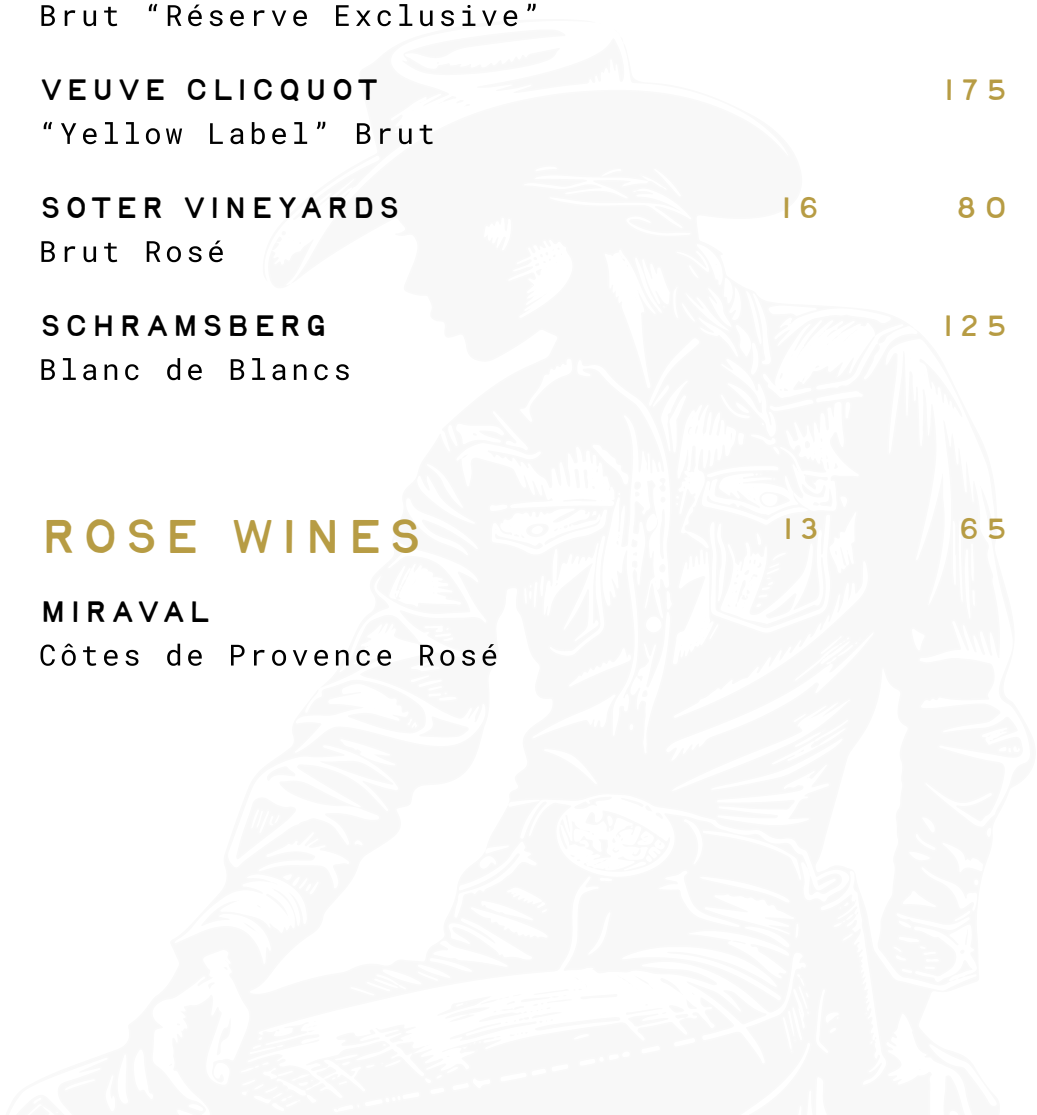 Brut “Réserve Exclusive”
VEUVE CLICQUOT 175
“Yellow Label” Brut
SOTER VINEYARDS 16 80
Brut Rosé
SCHRAMSBERG 125
Blanc de Blancs
ROSE WINES 13 65
MIRAVAL
Côtes de Provence Rosé